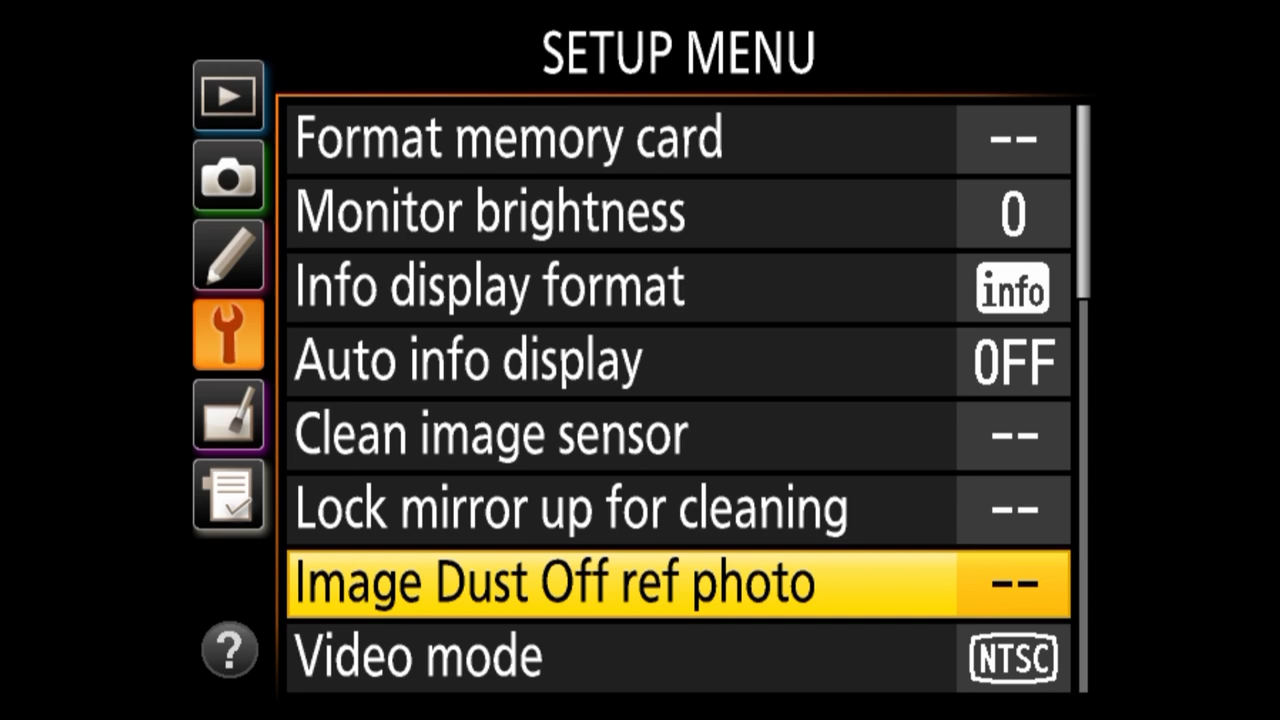 SETUP MENU
Format memory card --
Monitor brightness 0
Info display format info
Auto info display OFF
Clean image sensor --
Lock mirror up for cleaning --
Image Dust Off ref photo --
? Video mode NTSC